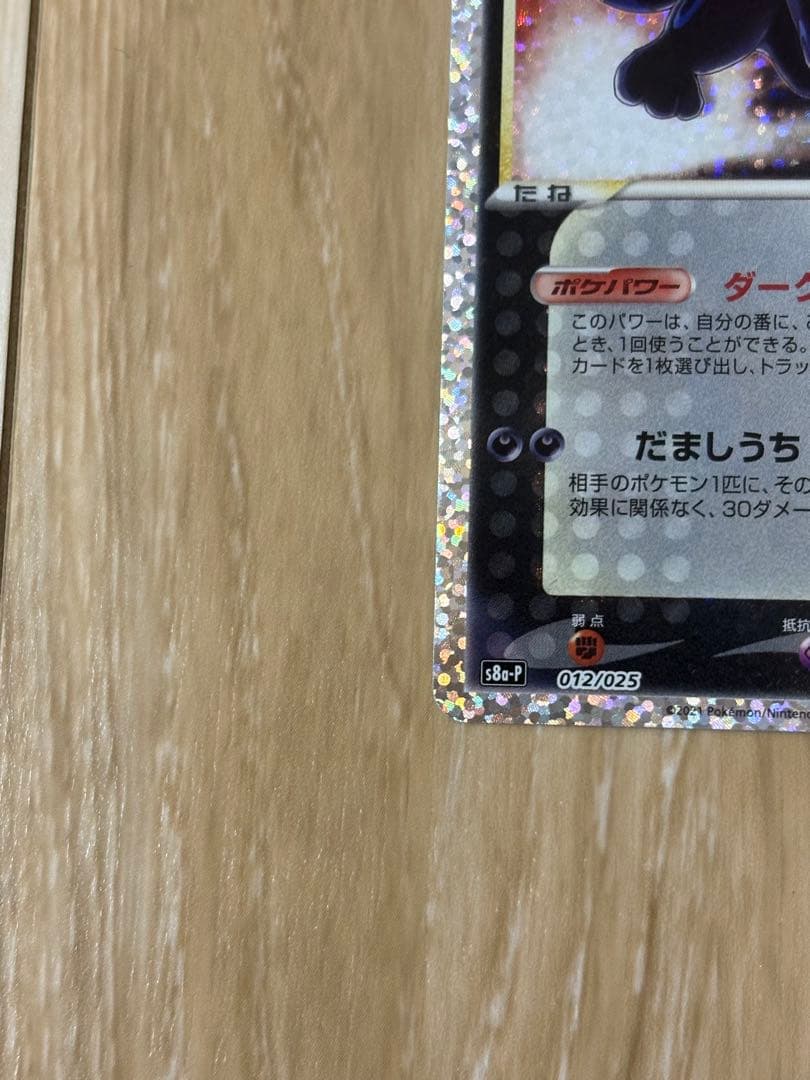 たね
ポケパワー ダーク
このパワーは、自分の番に、
とき、1回使うことができる。
カードを1枚選び出し、トラッ
だましうち
相手のポケモン1匹に、その
効果に関係なく、30ダメー
弱点 抵抗
s8a-P 012/025
©2021 Pokémon/Nintendo